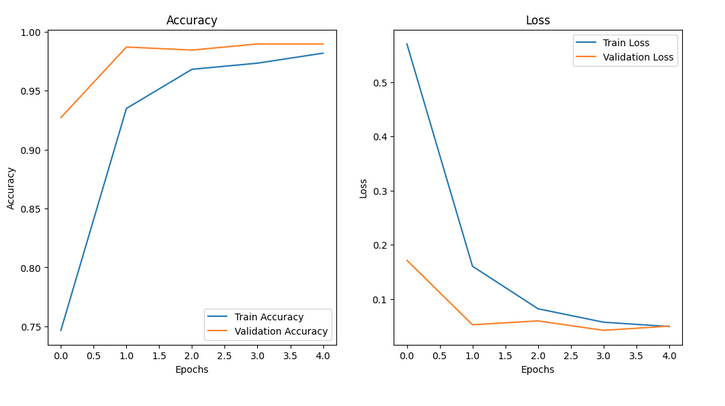 Accuracy
1.00
0.95
0.90
0.85
0.80
0.75
Accuracy
Train Accuracy
Validation Accuracy
0.0 0.5 1.0 1.5 2.0 2.5 3.0 3.5 4.0
Epochs
Loss
0.5
0.4
0.3
0.2
0.1
Loss
Train Loss
Validation Loss
0.0 0.5 1.0 1.5 2.0 2.5 3.0 3.5 4.0
Epochs